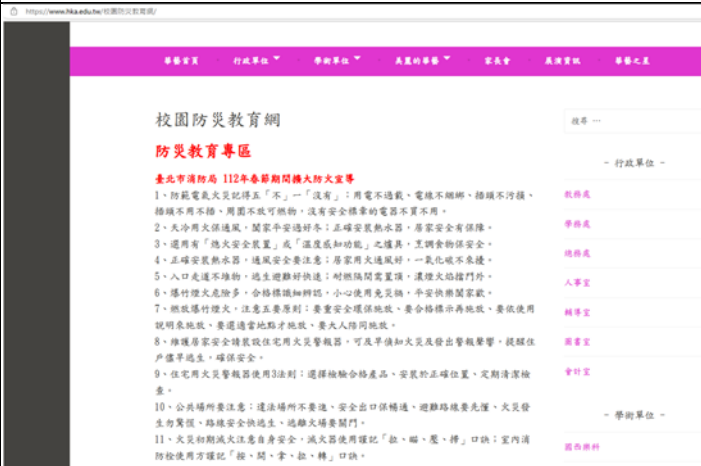 https://www.hka.edu.tw/校園防災教育網/
華藝首頁 行政單位 學術單位 美麗的華藝 家長會 展演資訊 華藝之星
校園防災教育網
搜尋 …
防災教育專區
– 行政單位 –
臺北市消防局 112年春節期間擴大防火宣導
1、防範電氣火災記得五「不」一「沒有」：用電不過載、電線不綑綁、插頭不污損、
插頭不用不插、周圍不放可燃物，沒有安全標章的電器不買不用。
教務處
2、天冷用火保通風，闔家平安過好冬；正確安裝熱水器，居家安全有保障。
學務處
3、選用有「熄火安全裝置」或「溫度感知功能」之爐具，烹調食物保安全。
4、正確安裝熱水器，通風安全要注意；居家用火通風好，一氧化碳不來擾。
總務處
5、入口走道不堆物，逃生避難好快速；耐燃隔間需置頂，濃煙火焰擋門外。
人事室
6、爆竹煙火危險多，合格標識細辨認，小心使用免災禍，平安快樂闔家歡。
7、燃放爆竹煙火，注意五要原則：要重安全環保施放、要合格標示再施放、要依使用
說明來施放、要選適當地點才施放、要大人陪同施放。
輔導室
8、維護居家安全請裝設住宅用火災警報器，可及早偵知火災及發出警報聲響，提醒住
戶儘早逃生，確保安全。
圖書室
9、住宅用火災警報器使用3法則：選擇檢驗合格產品、安裝於正確位置、定期清潔檢
查。
會計室
10、公共場所要注意：違法場所不要進、安全出口保暢通、避難路線要先懂、火災發
生勿驚慌、路線安全快逃生、逃離火場要關門。
– 學術單位 –
11、火災初期滅火注意自身安全，滅火器使用謹記「拉、瞄、壓、掃」口訣；室內消
防栓使用方謹記「按、開、拿、拉、轉」口訣。
國西樂科